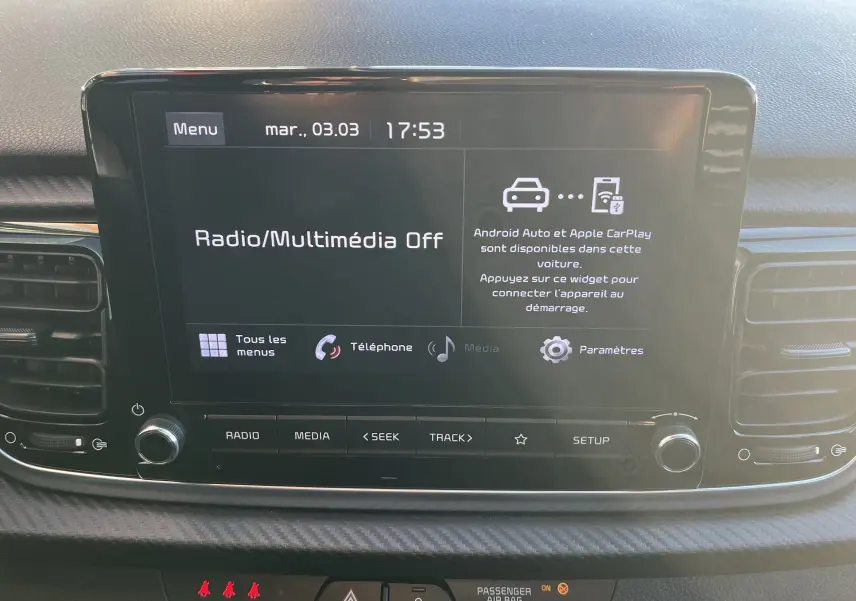 Menu
mar., 03.03
17:53
Radio/Multimédia Off
Android Auto et Apple CarPlay
sont disponibles dans cette
voiture.
Appuyez sur ce widget pour
connecter l'appareil au
démarrage.
Tous les
menus
Téléphone
Média
Paramètres
RADIO
MEDIA
< SEEK
TRACK >
SETUP
PASSENGER
AIR BAG
ON